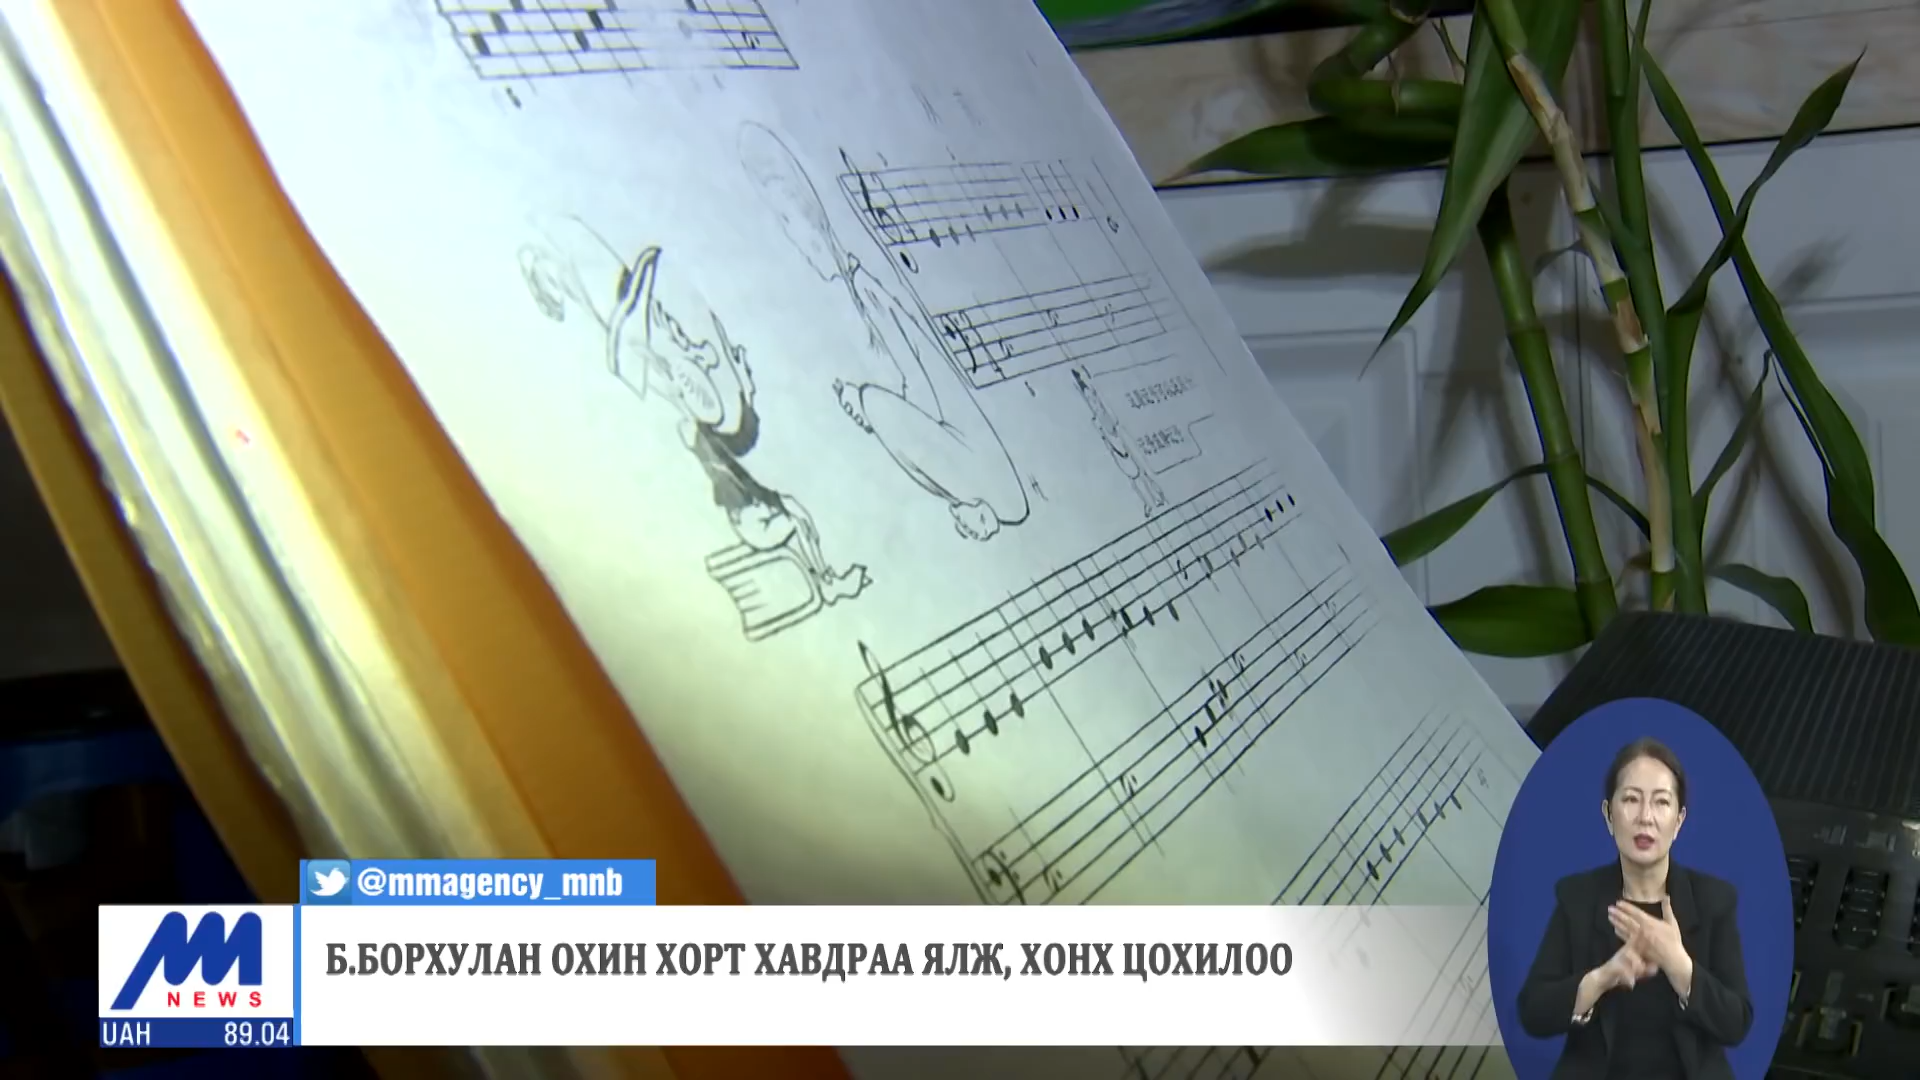 @mmagency_mnb
MM
NEWS
Б.БОРХУЛАН ОХИН ХОРТ ХАВДРАА ЯЛЖ, ХОНХ ЦОХИЛОО
UAH 89.04